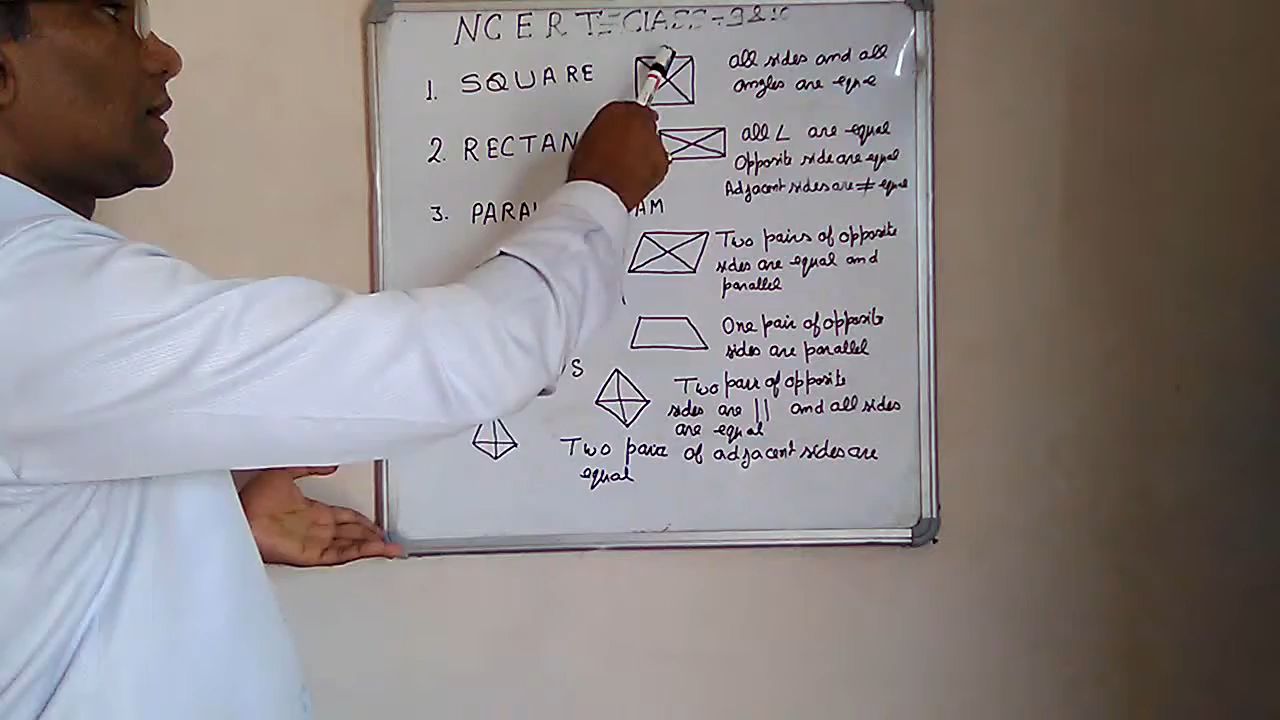 NCERT CLASS-9&10
1. SQUARE
all sides and all
angles are equal
2. RECTAN
all ∠ are equal
Opposite side are equal
Adjacent sides are ≠ equal
3. PARAL AM
Two pairs of opposite
sides are equal and
parallel
One pair of opposite
sides are parallel
US
Two pair of opposite
sides are || and all sides
are equal
Two pair of adjacent sides are
equal